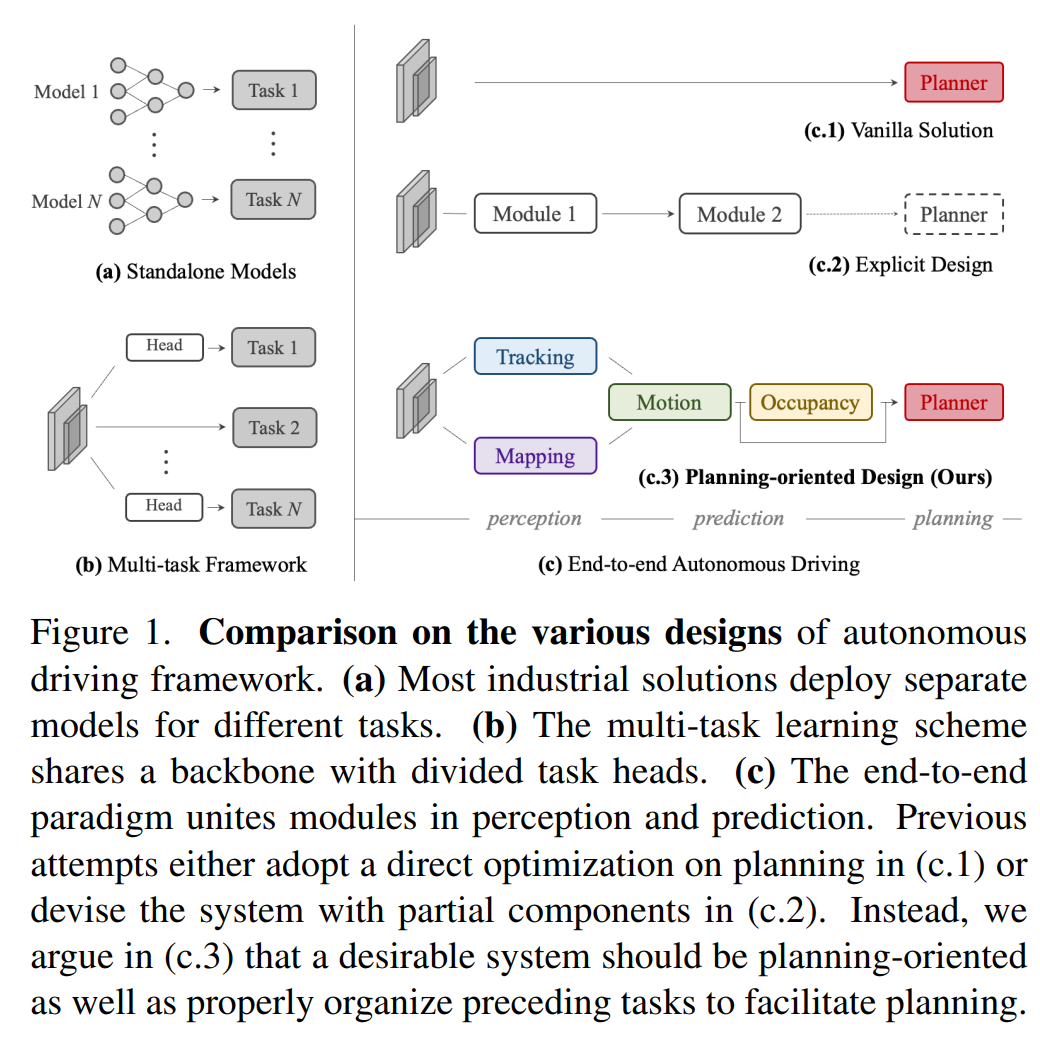 Model 1
Task 1
Model N
Task N
(a) Standalone Models
Head
Task 1
Task 2
Head
Task N
(b) Multi-task Framework
Planner
(c.1) Vanilla Solution
Module 1
Module 2
Planner
(c.2) Explicit Design
Tracking
Motion
Occupancy
Planner
Mapping
(c.3) Planning-oriented Design (Ours)
perception
prediction
planning
(c) End-to-end Autonomous Driving
Figure 1. Comparison on the various designs of autonomous
driving framework. (a) Most industrial solutions deploy separate
models for different tasks. (b) The multi-task learning scheme
shares a backbone with divided task heads. (c) The end-to-end
paradigm unites modules in perception and prediction. Previous
attempts either adopt a direct optimization on planning in (c.1) or
devise the system with partial components in (c.2). Instead, we
argue in (c.3) that a desirable system should be planning-oriented
as well as properly organize preceding tasks to facilitate planning.